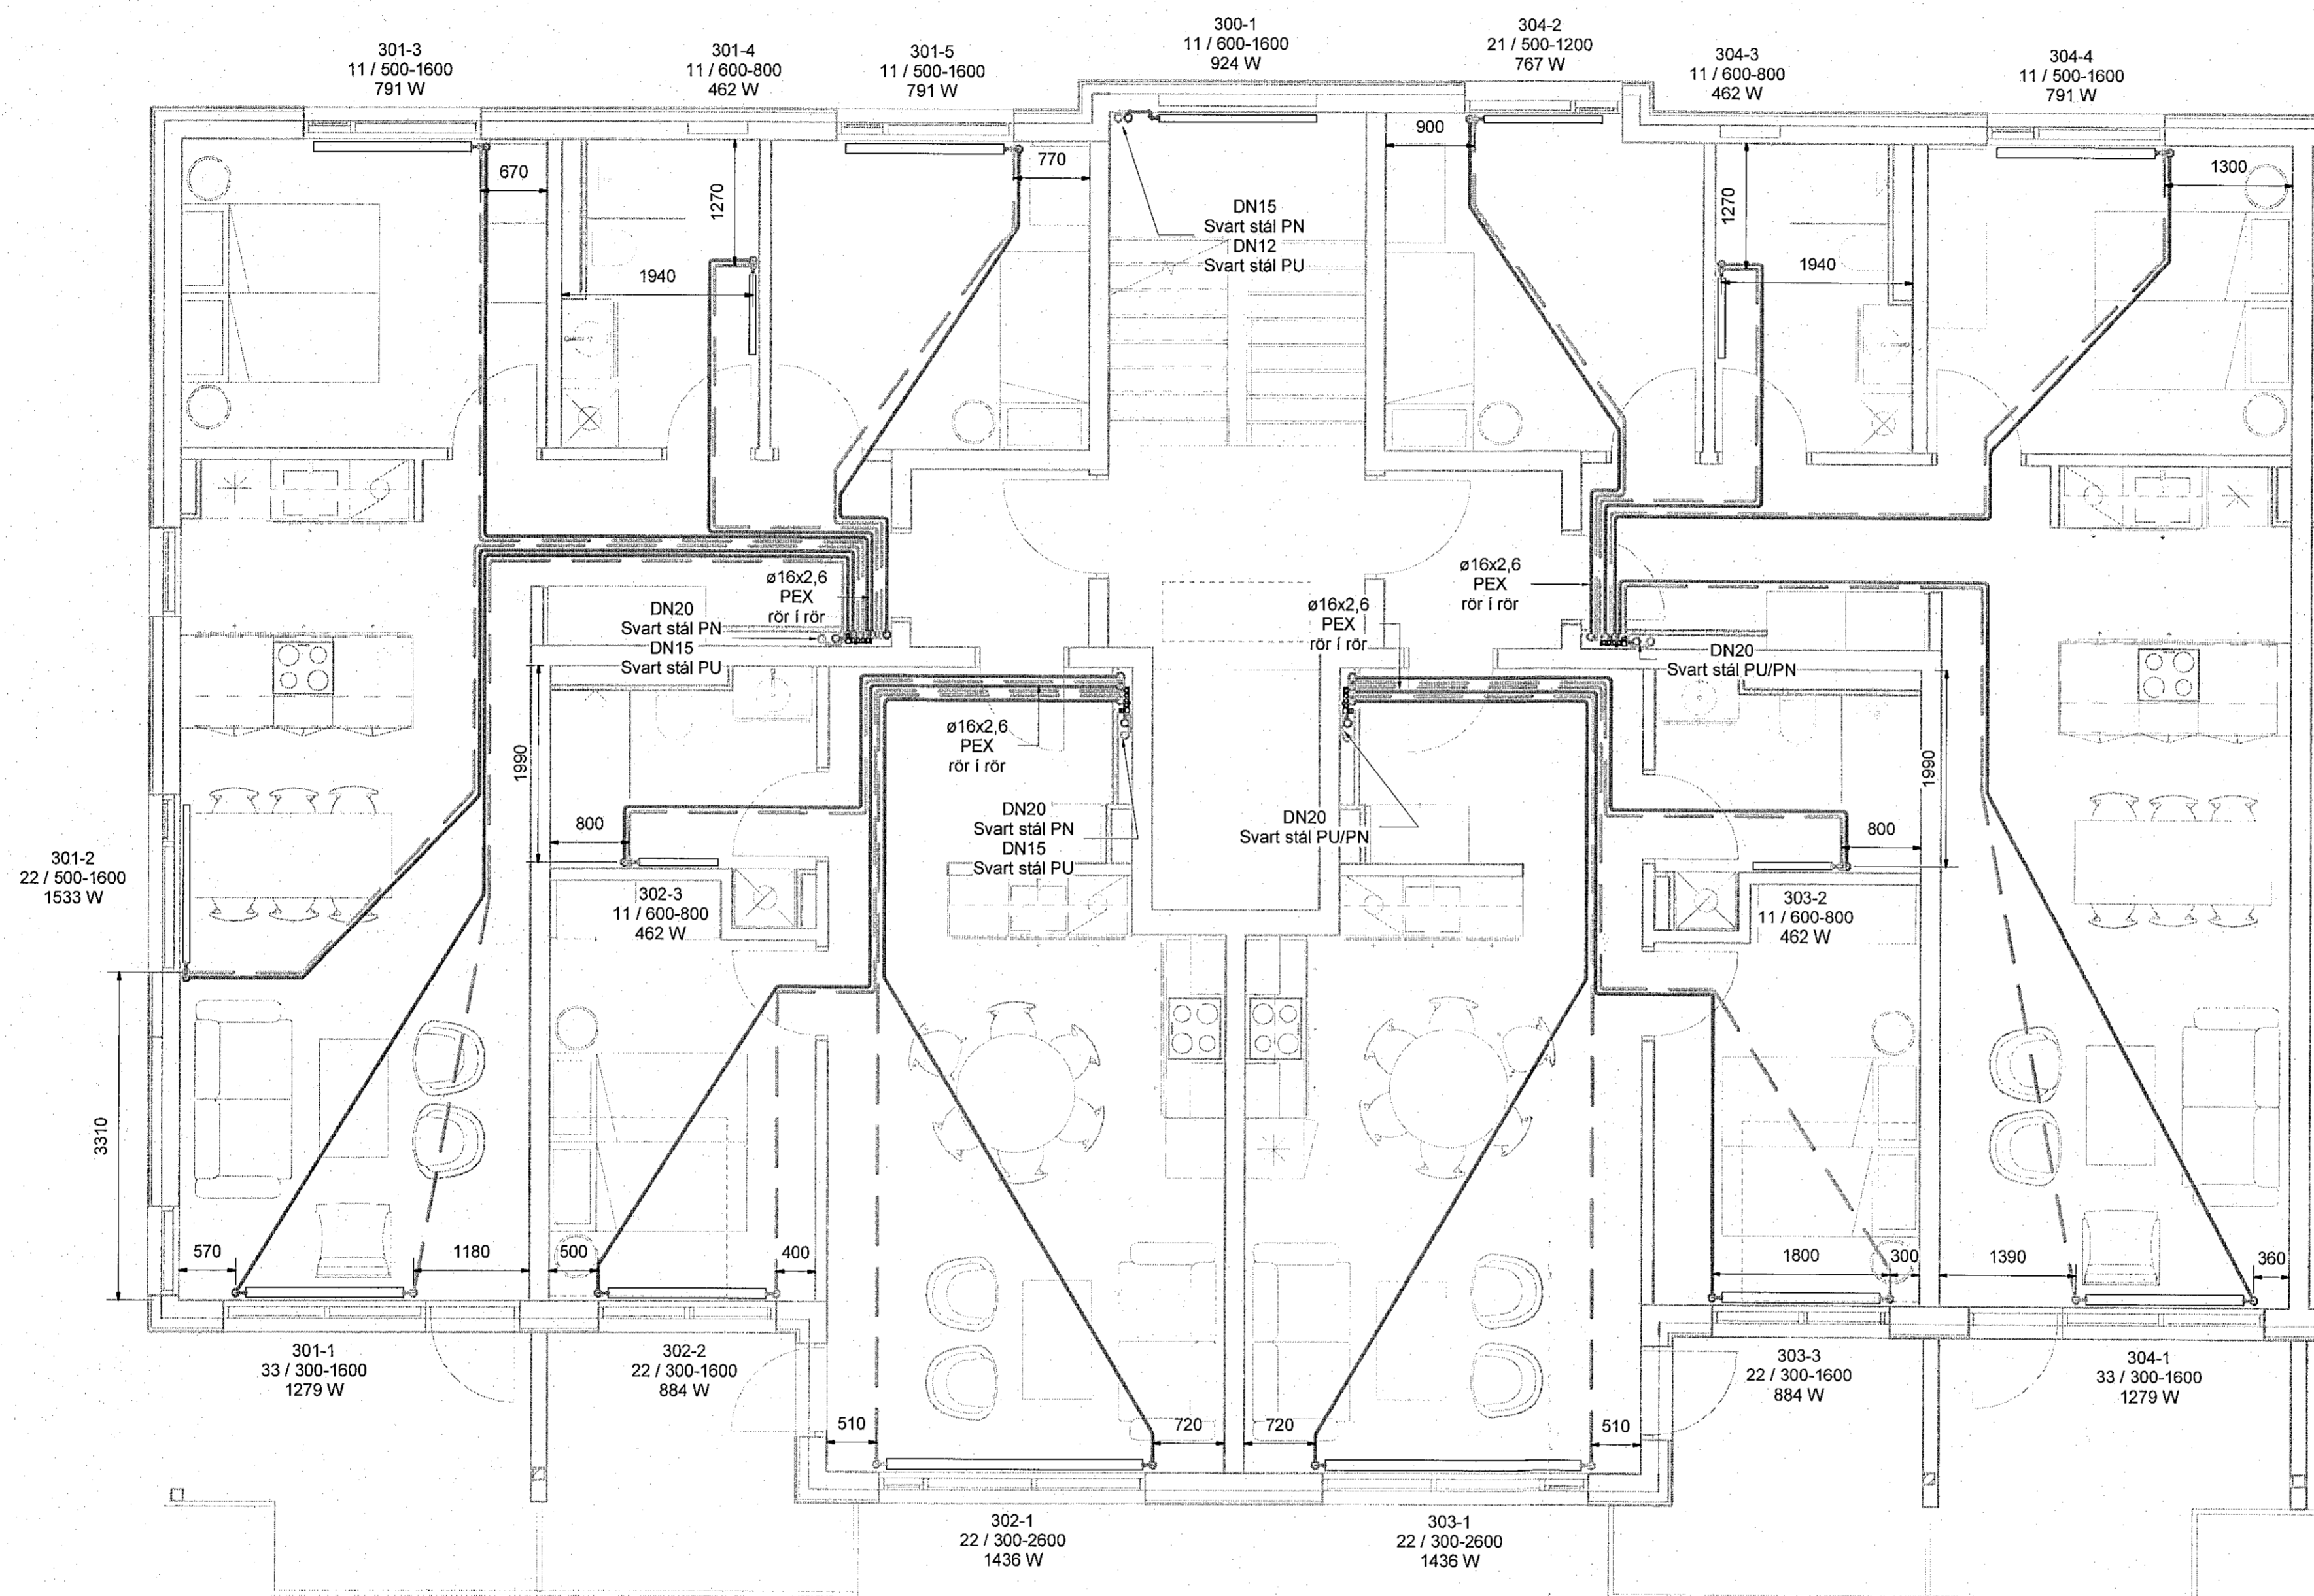 301-3
11 / 500-1600
791 W
301-4
11 / 600-800
462 W
301-5
11 / 500-1600
791 W
300-1
11 / 600-1600
924 W
304-2
21 / 500-1200
767 W
304-3
11 / 600-800
462 W
304-4
11 / 500-1600
791 W
670
1270
770
900
1270
1300
1940
DN15
Svart stál PN
DN12
Svart stál PU
1940
ø16x2,6
PEX
rör í rör
DN20
Svart stál PN
DN15
Svart stál PU
ø16x2,6
PEX
rör í rör
ø16x2,6
PEX
rör í rör
DN20
Svart stál PU/PN
1990
ø16x2,6
PEX
rör í rör
1990
800
DN20
Svart stál PN
DN15
Svart stál PU
DN20
Svart stál PU/PN
800
301-2
22 / 500-1600
1533 W
302-3
11 / 600-800
462 W
303-2
11 / 600-800
462 W
3310
570
1180
500
400
1800
300
1390
360
301-1
33 / 300-1600
1279 W
302-2
22 / 300-1600
884 W
303-3
22 / 300-1600
884 W
304-1
33 / 300-1600
1279 W
510
720
720
510
302-1
22 / 300-2600
1436 W
303-1
22 / 300-2600
1436 W